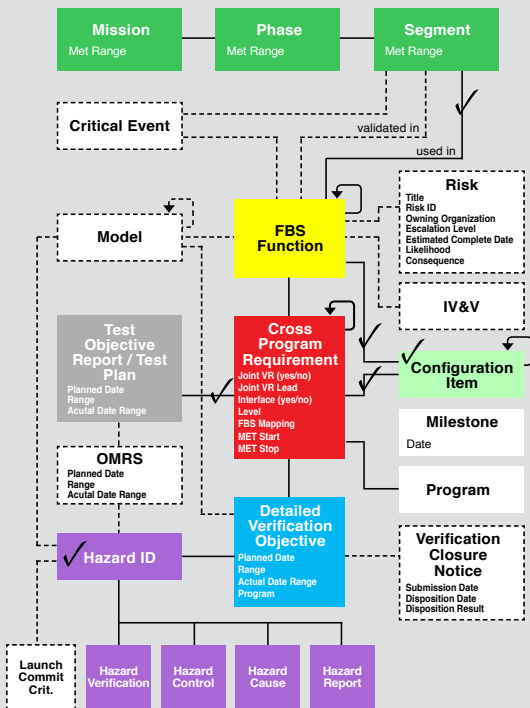 Mission
Met Range
Phase
Met Range
Segment
Met Range
Critical Event
validated in
used in
Risk
Title
Risk ID
Owning Organization
Escalation Level
Estimated Complete Date
Likelihood
Consequence
Model
FBS
Function
IV&V
Test
Objective
Report / Test
Plan
Planned Date
Range
Acutal Date Range
Cross
Program
Requirement
Joint VR (yes/no)
Joint VR Lead
Interface (yes/no)
Level
FBS Mapping
MET Start
MET Stop
Configuration
Item
Milestone
Date
OMRS
Planned Date
Range
Acutal Date Range
Program
Detailed
Verification
Objective
Planned Date
Range
Actual Date Range
Program
Verification
Closure
Notice
Submission Date
Disposition Date
Disposition Result
Hazard ID
Launch
Commit
Crit.
Hazard
Verification
Hazard
Control
Hazard
Cause
Hazard
Report